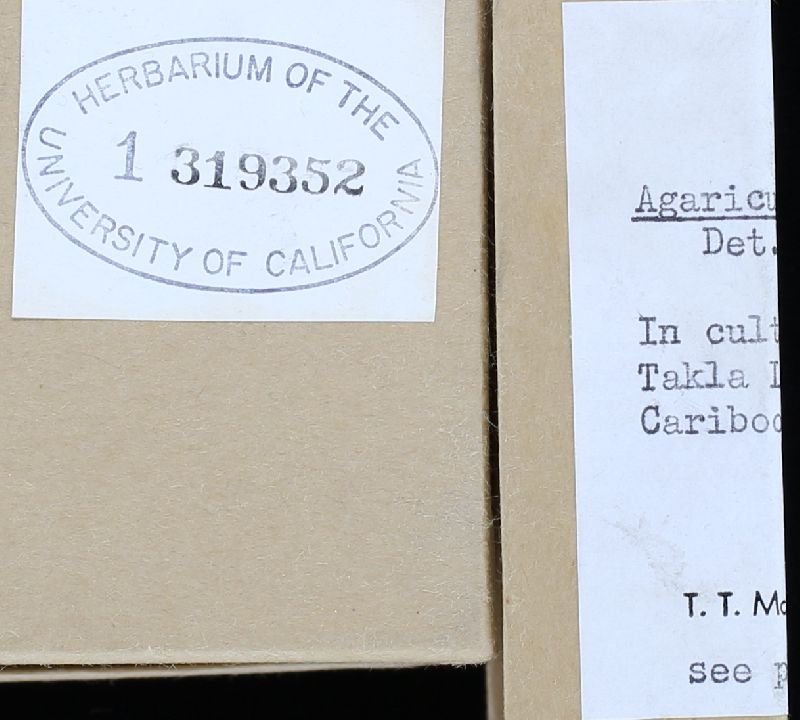 HERBARIUM OF THE
1 319352
UNIVERSITY OF CALIFORNIA
Agaricu
Det.
In cult
Takla
Cariboo
T. T. Mc
see p